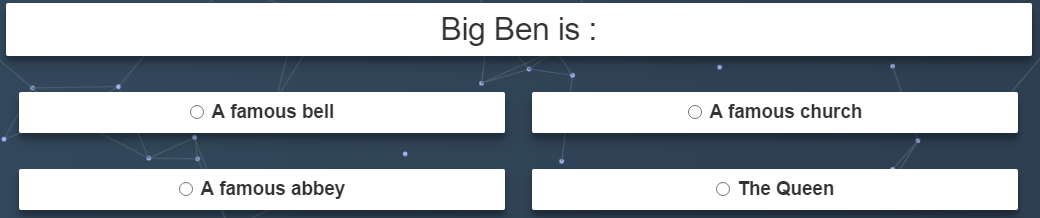 Big Ben is :
A famous bell
A famous church
A famous abbey
The Queen